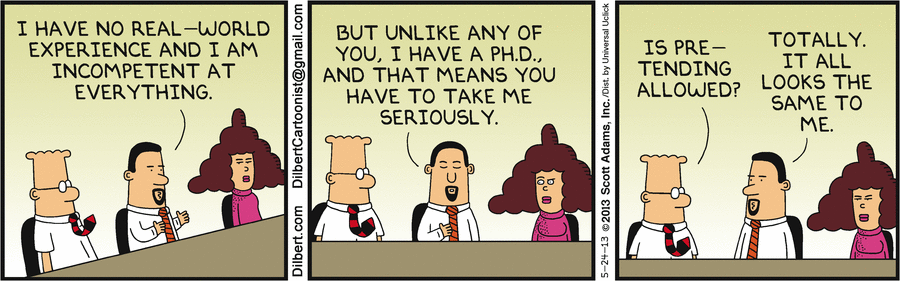 I HAVE NO REAL-WORLD
EXPERIENCE AND I AM
INCOMPETENT AT
EVERYTHING.
Dilbert.com DilbertCartoonist@gmail.com
BUT UNLIKE ANY OF
YOU, I HAVE A PH.D.,
AND THAT MEANS YOU
HAVE TO TAKE ME
SERIOUSLY.
5-24-13 © 2013 Scott Adams, Inc. /Dist. by Universal Uclick
IS PRE-
TENDING
ALLOWED?
TOTALLY.
IT ALL
LOOKS THE
SAME TO
ME.